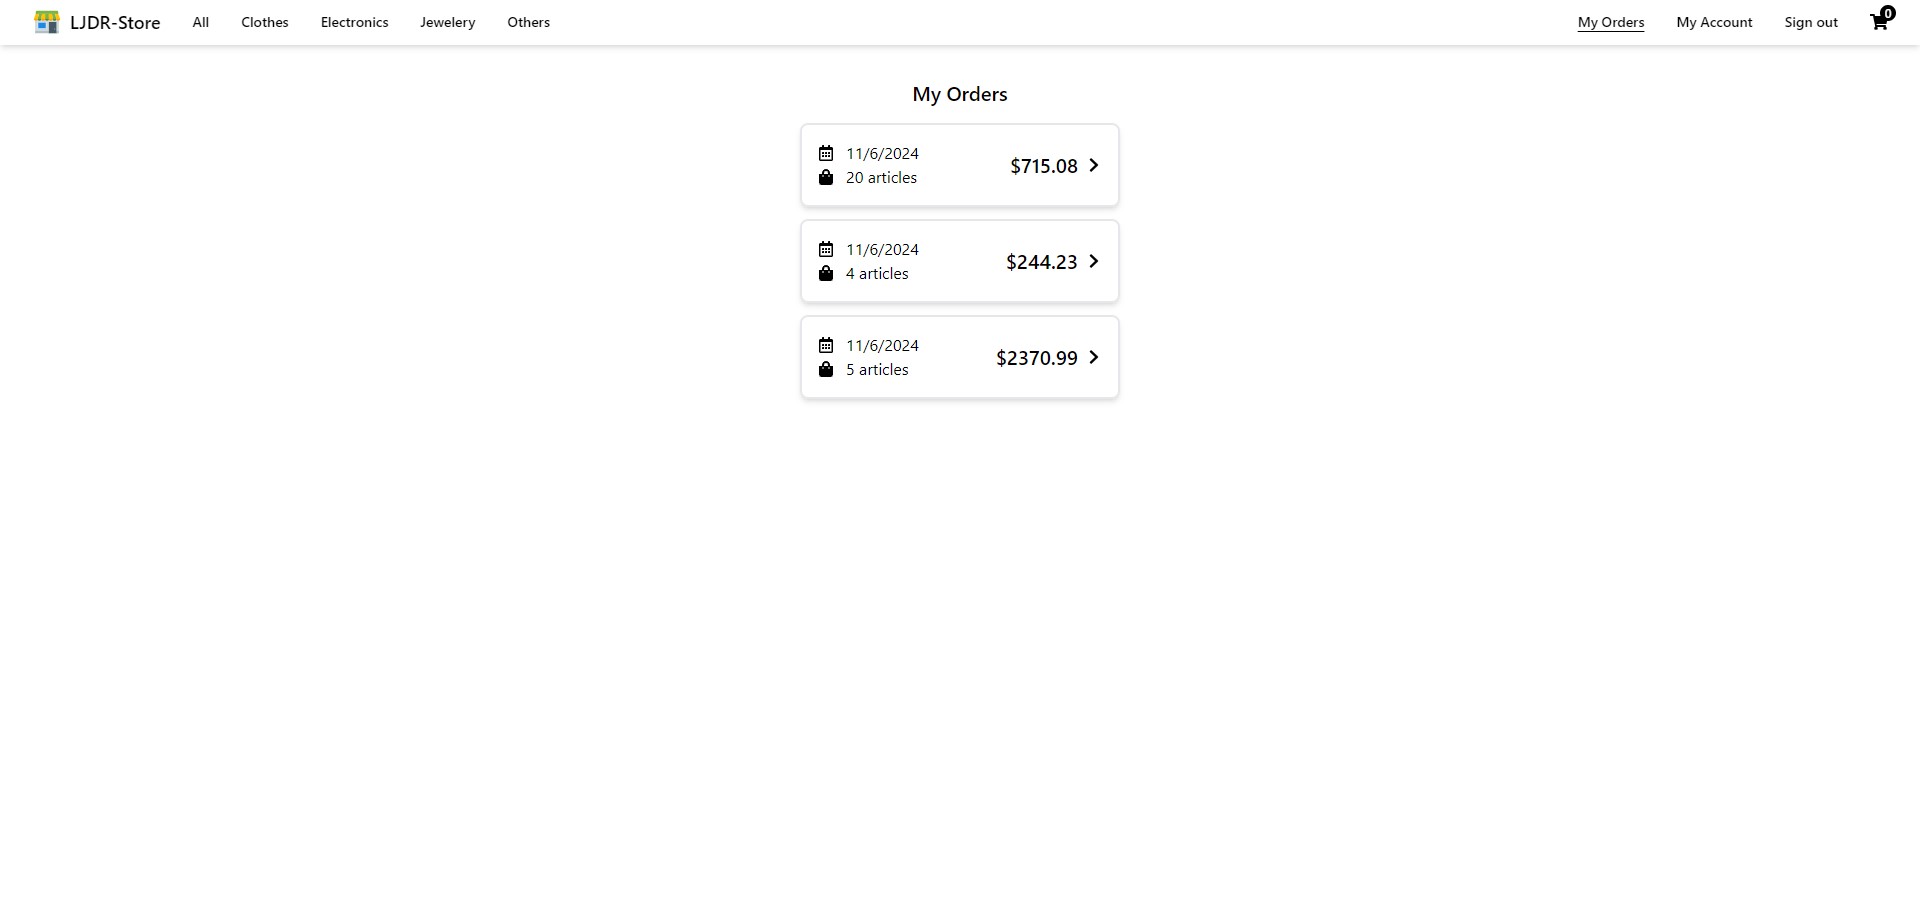 LJDR-Store All Clothes Electronics Jewelery Others My Orders My Account Sign out 0
My Orders
11/6/2024
20 articles
$715.08
11/6/2024
4 articles
$244.23
11/6/2024
5 articles
$2370.99